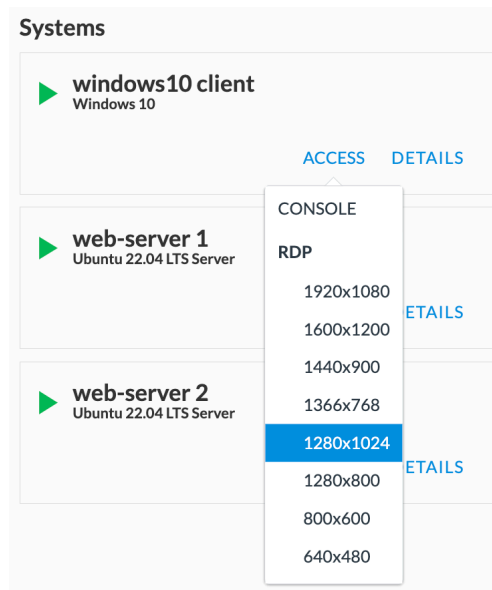 Systems
windows10 client
Windows 10
ACCESS DETAILS
CONSOLE
web-server 1
Ubuntu 22.04 LTS Server
RDP
1920x1080
ETAILS
1600x1200
1440x900
web-server 2
Ubuntu 22.04 LTS Server
1366x768
1280x1024
ETAILS
1280x800
800x600
640x480